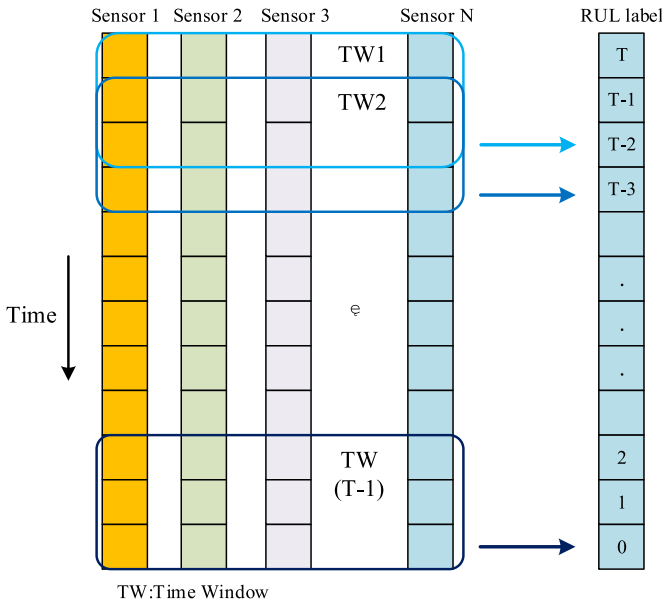 Sensor 1 Sensor 2 Sensor 3 Sensor N RUL label
TW1
T
TW2
T-1
T-2
T-3
Time
ę
.
.
.
TW
(T-1)
2
1
0
TW:Time Window